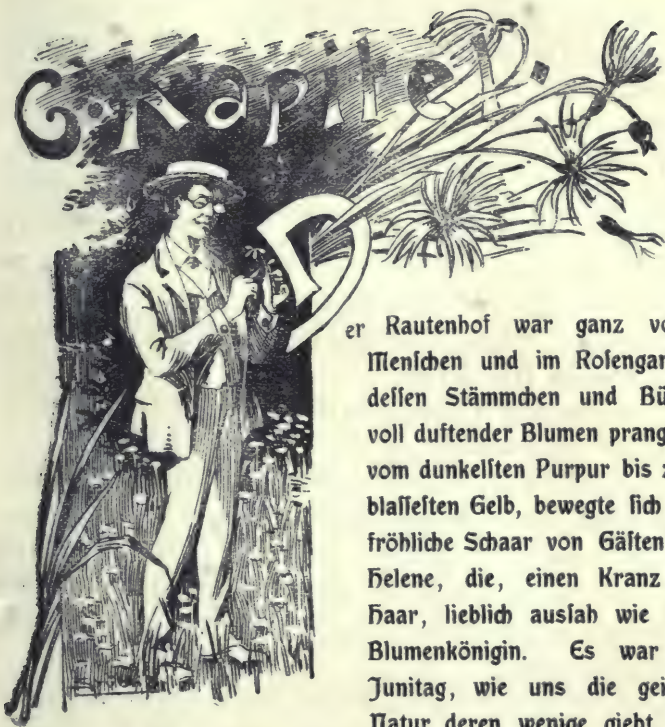 6. Kapitel.
Der Rautenhof war ganz vo
Menschen und im Rosengar
dessen Stämmchen und Bü
voll duftender Blumen prang
vom dunkelsten Purpur bis z
blassesten Gelb, bewegte sich
fröhliche Schaar von Gästen
Helene, die, einen Kranz
Haar, lieblich aussah wie
Blumenkönigin. Es war
Junitag, wie uns die gei
Natur deren wenige giebt